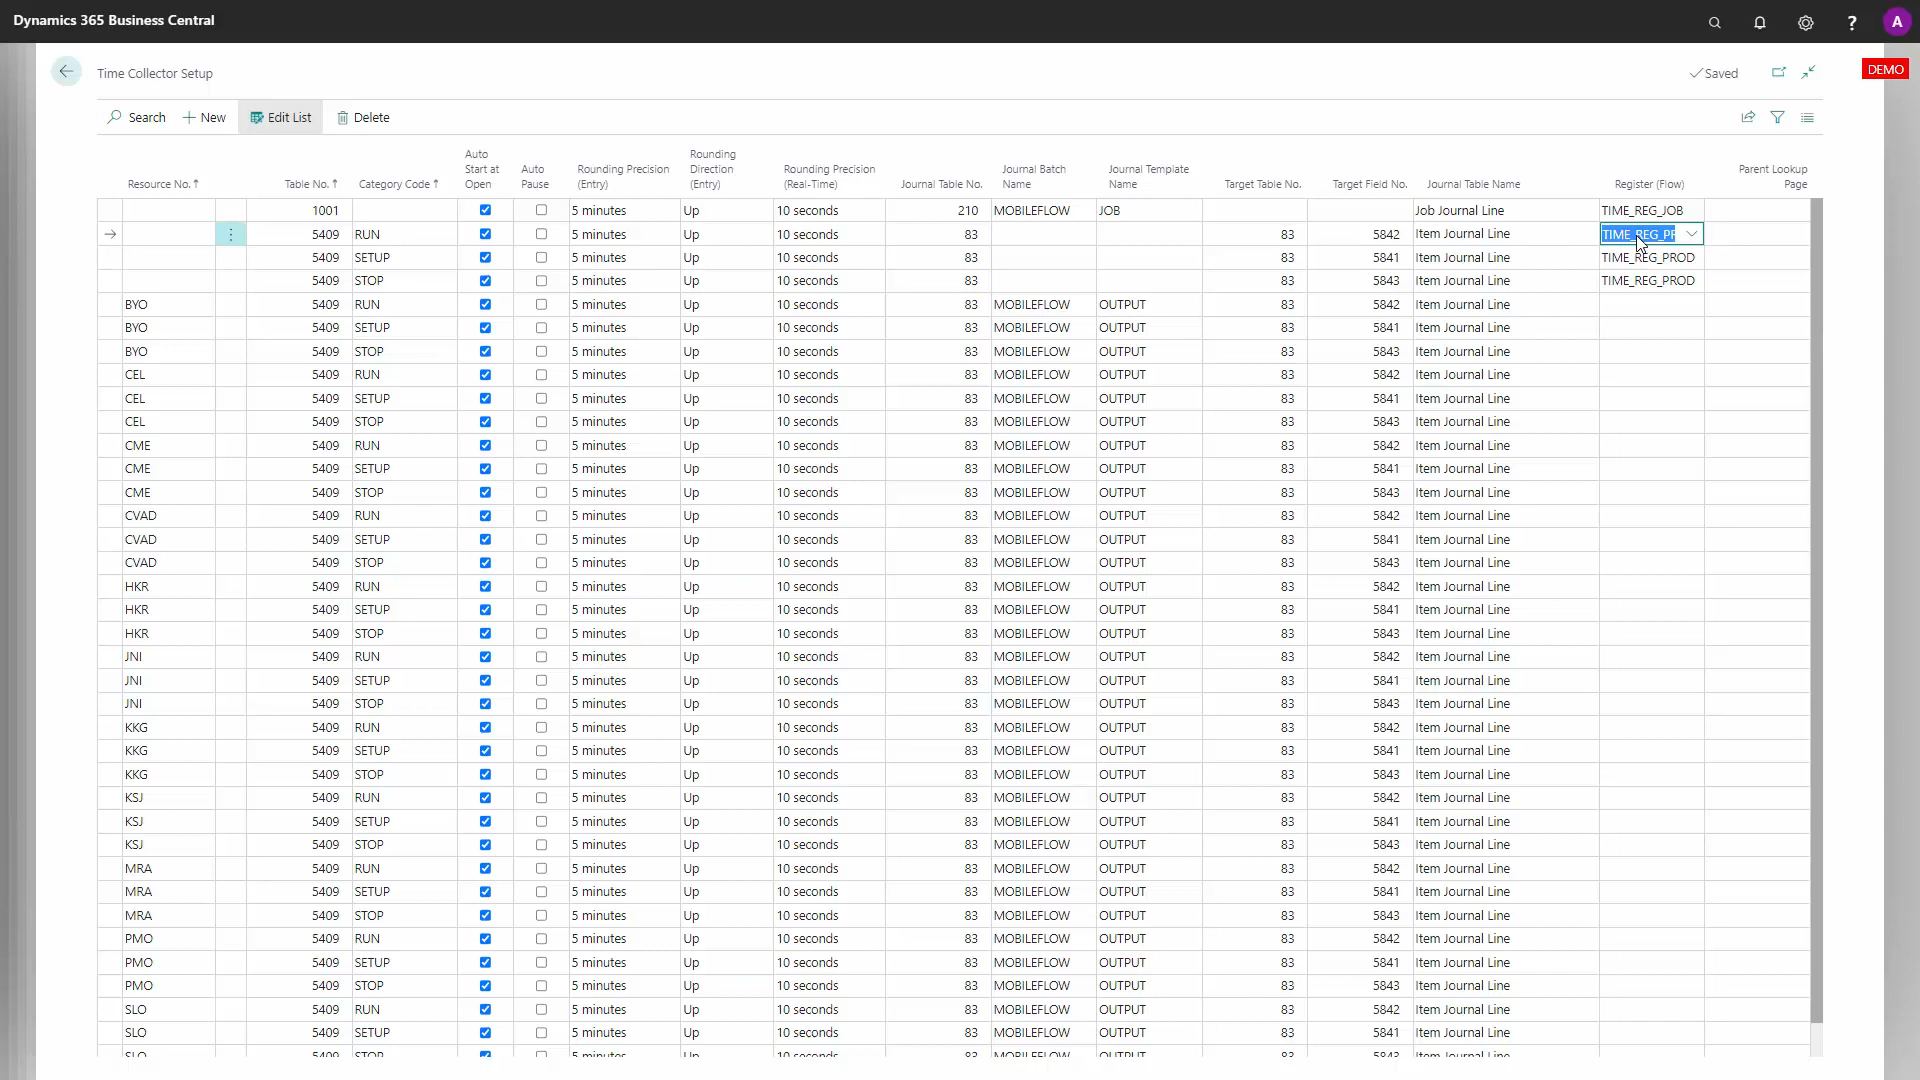 Dynamics 365 Business Central
A
Time Collector Setup
Saved
DEMO
Search New Edit List Delete
Resource No. ↑ Table No. ↑ Category Code ↑ Auto Start at Open Auto Pause Rounding Precision (Entry) Rounding Direction (Entry) Rounding Precision (Real-Time) Journal Table No. Journal Batch Name Journal Template Name Target Table No. Target Field No. Journal Table Name Register (Flow) Parent Lookup Page
1001 5 minutes Up 10 seconds 210 MOBILEFLOW JOB Job Journal Line TIME_REG_JOB
5409 RUN 5 minutes Up 10 seconds 83 83 5842 Item Journal Line TIME_REG_PR
5409 SETUP 5 minutes Up 10 seconds 83 83 5841 Item Journal Line TIME_REG_PROD
5409 STOP 5 minutes Up 10 seconds 83 83 5843 Item Journal Line TIME_REG_PROD
BYO 5409 RUN 5 minutes Up 10 seconds 83 MOBILEFLOW OUTPUT 83 5842 Item Journal Line
BYO 5409 SETUP 5 minutes Up 10 seconds 83 MOBILEFLOW OUTPUT 83 5841 Item Journal Line
BYO 5409 STOP 5 minutes Up 10 seconds 83 MOBILEFLOW OUTPUT 83 5843 Item Journal Line
CEL 5409 RUN 5 minutes Up 10 seconds 83 MOBILEFLOW OUTPUT 83 5842 Item Journal Line
CEL 5409 SETUP 5 minutes Up 10 seconds 83 MOBILEFLOW OUTPUT 83 5841 Item Journal Line
CEL 5409 STOP 5 minutes Up 10 seconds 83 MOBILEFLOW OUTPUT 83 5843 Item Journal Line
CME 5409 RUN 5 minutes Up 10 seconds 83 MOBILEFLOW OUTPUT 83 5842 Item Journal Line
CME 5409 SETUP 5 minutes Up 10 seconds 83 MOBILEFLOW OUTPUT 83 5841 Item Journal Line
CME 5409 STOP 5 minutes Up 10 seconds 83 MOBILEFLOW OUTPUT 83 5843 Item Journal Line
CVAD 5409 RUN 5 minutes Up 10 seconds 83 MOBILEFLOW OUTPUT 83 5842 Item Journal Line
CVAD 5409 SETUP 5 minutes Up 10 seconds 83 MOBILEFLOW OUTPUT 83 5841 Item Journal Line
CVAD 5409 STOP 5 minutes Up 10 seconds 83 MOBILEFLOW OUTPUT 83 5843 Item Journal Line
HKR 5409 RUN 5 minutes Up 10 seconds 83 MOBILEFLOW OUTPUT 83 5842 Item Journal Line
HKR 5409 SETUP 5 minutes Up 10 seconds 83 MOBILEFLOW OUTPUT 83 5841 Item Journal Line
HKR 5409 STOP 5 minutes Up 10 seconds 83 MOBILEFLOW OUTPUT 83 5843 Item Journal Line
JNI 5409 RUN 5 minutes Up 10 seconds 83 MOBILEFLOW OUTPUT 83 5842 Item Journal Line
JNI 5409 SETUP 5 minutes Up 10 seconds 83 MOBILEFLOW OUTPUT 83 5841 Item Journal Line
JNI 5409 STOP 5 minutes Up 10 seconds 83 MOBILEFLOW OUTPUT 83 5843 Item Journal Line
KKG 5409 RUN 5 minutes Up 10 seconds 83 MOBILEFLOW OUTPUT 83 5842 Item Journal Line
KKG 5409 SETUP 5 minutes Up 10 seconds 83 MOBILEFLOW OUTPUT 83 5841 Item Journal Line
KKG 5409 STOP 5 minutes Up 10 seconds 83 MOBILEFLOW OUTPUT 83 5843 Item Journal Line
KSJ 5409 RUN 5 minutes Up 10 seconds 83 MOBILEFLOW OUTPUT 83 5842 Item Journal Line
KSJ 5409 SETUP 5 minutes Up 10 seconds 83 MOBILEFLOW OUTPUT 83 5841 Item Journal Line
KSJ 5409 STOP 5 minutes Up 10 seconds 83 MOBILEFLOW OUTPUT 83 5843 Item Journal Line
MRA 5409 RUN 5 minutes Up 10 seconds 83 MOBILEFLOW OUTPUT 83 5842 Item Journal Line
MRA 5409 SETUP 5 minutes Up 10 seconds 83 MOBILEFLOW OUTPUT 83 5841 Item Journal Line
MRA 5409 STOP 5 minutes Up 10 seconds 83 MOBILEFLOW OUTPUT 83 5843 Item Journal Line
PMO 5409 RUN 5 minutes Up 10 seconds 83 MOBILEFLOW OUTPUT 83 5842 Item Journal Line
PMO 5409 SETUP 5 minutes Up 10 seconds 83 MOBILEFLOW OUTPUT 83 5841 Item Journal Line
PMO 5409 STOP 5 minutes Up 10 seconds 83 MOBILEFLOW OUTPUT 83 5843 Item Journal Line
SLO 5409 RUN 5 minutes Up 10 seconds 83 MOBILEFLOW OUTPUT 83 5842 Item Journal Line
SLO 5409 SETUP 5 minutes Up 10 seconds 83 MOBILEFLOW OUTPUT 83 5841 Item Journal Line
SLO 5409 STOP 5 minutes Up 10 seconds 83 MOBILEFLOW OUTPUT 83 5843 Item Journal Line